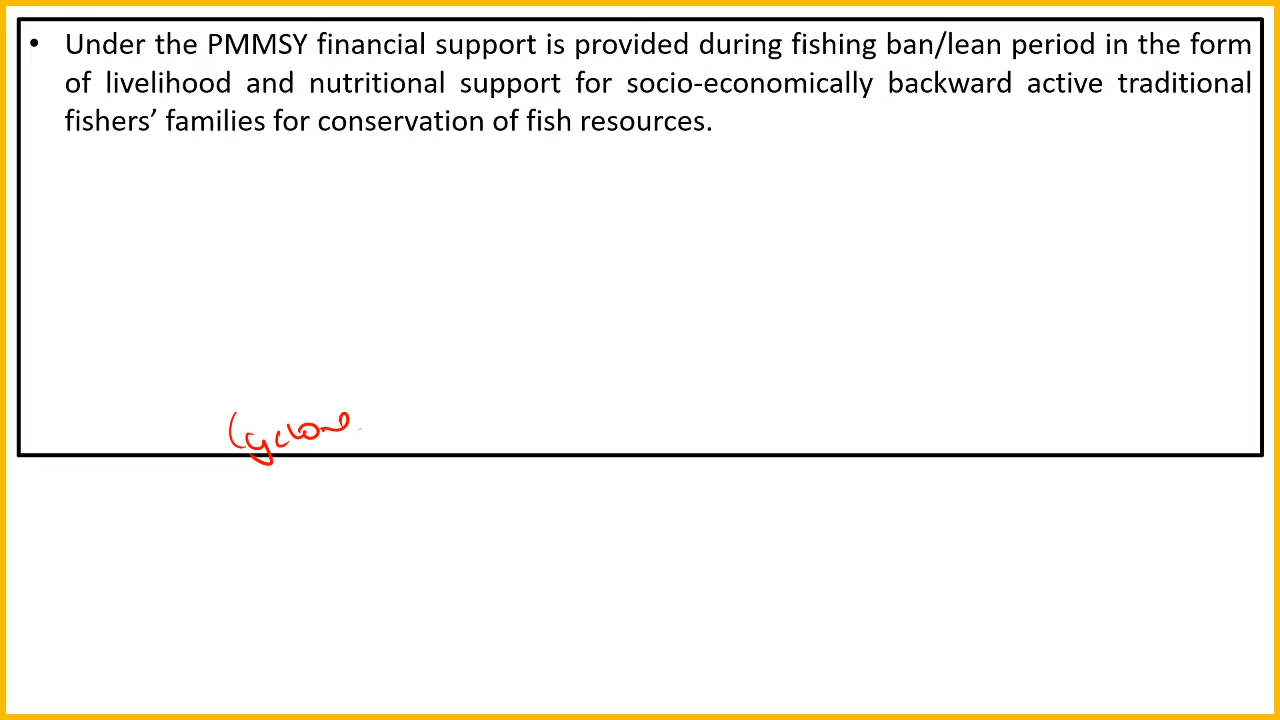 • Under the PMMSY financial support is provided during fishing ban/lean period in the form
of livelihood and nutritional support for socio-economically backward active traditional
fishers’ families for conservation of fish resources.
Cyclone